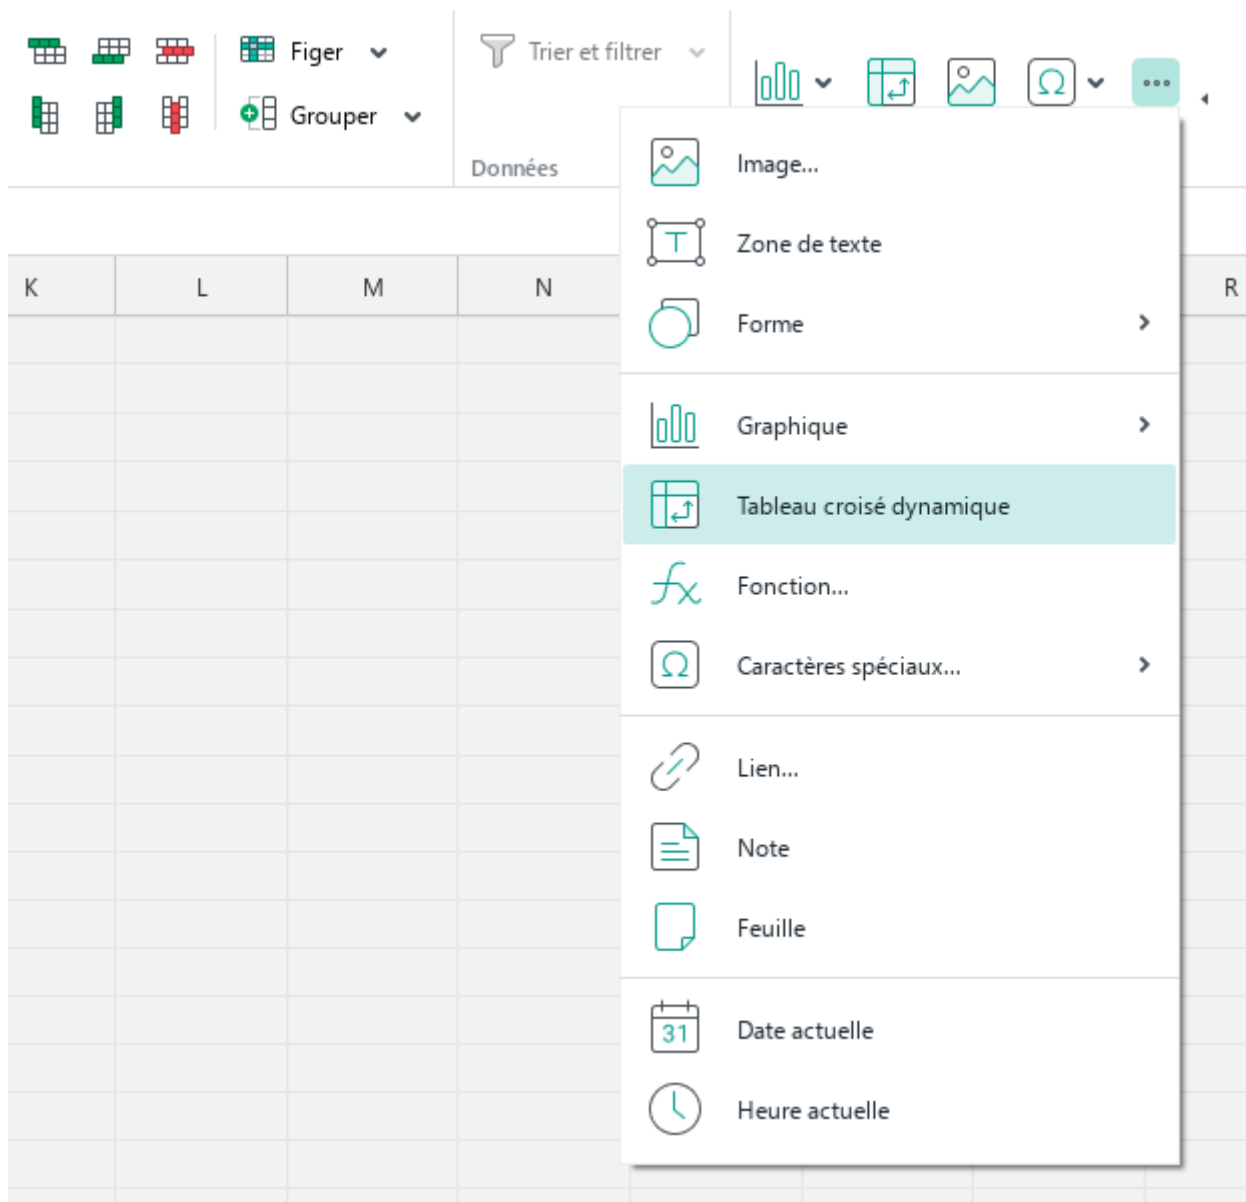 Figer
Trier et filtrer
Grouper
Données
K L M N R
Image...
Zone de texte
Forme
Graphique
Tableau croisé dynamique
Fonction...
Caractères spéciaux...
Lien...
Note
Feuille
31
Date actuelle
Heure actuelle